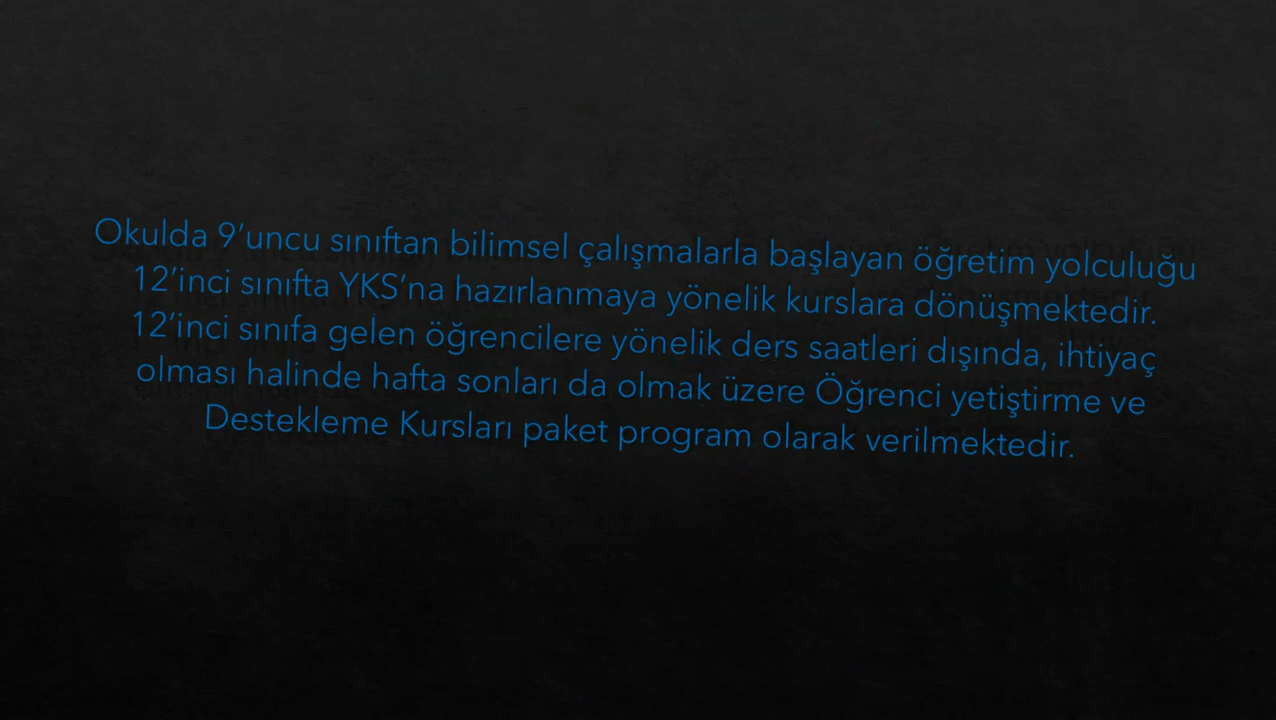 Okulda 9’uncu sınıftan bilimsel çalışmalarla başlayan öğretim yolculuğu
12’inci sınıfta YKS’na hazırlanmaya yönelik kurslara dönüşmektedir.
12’inci sınıfa gelen öğrencilere yönelik ders saatleri dışında, ihtiyaç
olması halinde hafta sonları da olmak üzere Öğrenci yetiştirme ve
Destekleme Kursları paket program olarak verilmektedir.